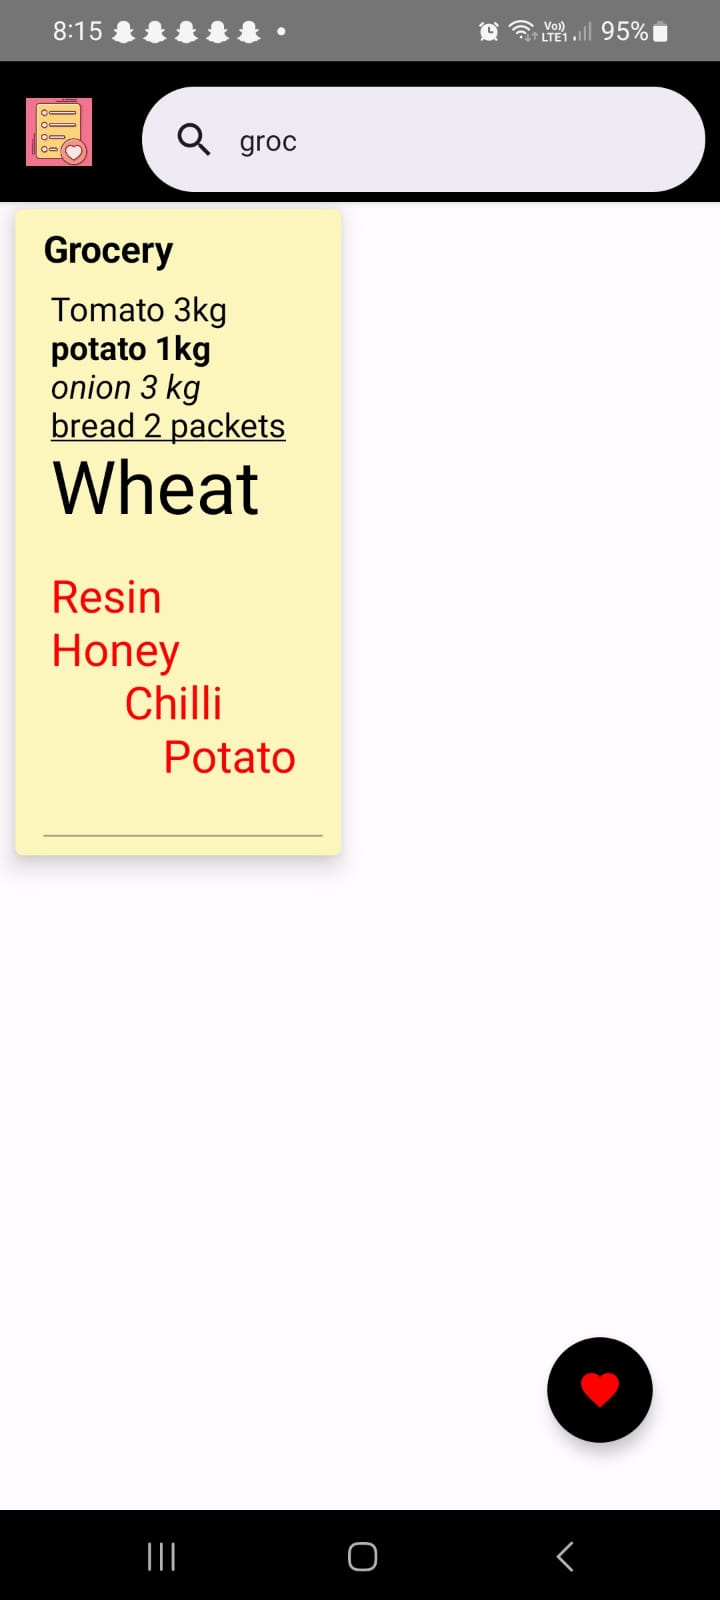 8:15 Vo)) LTE1 95%
groc
Grocery
Tomato 3kg
potato 1kg
onion 3 kg
bread 2 packets
Wheat
Resin
Honey
Chilli
Potato